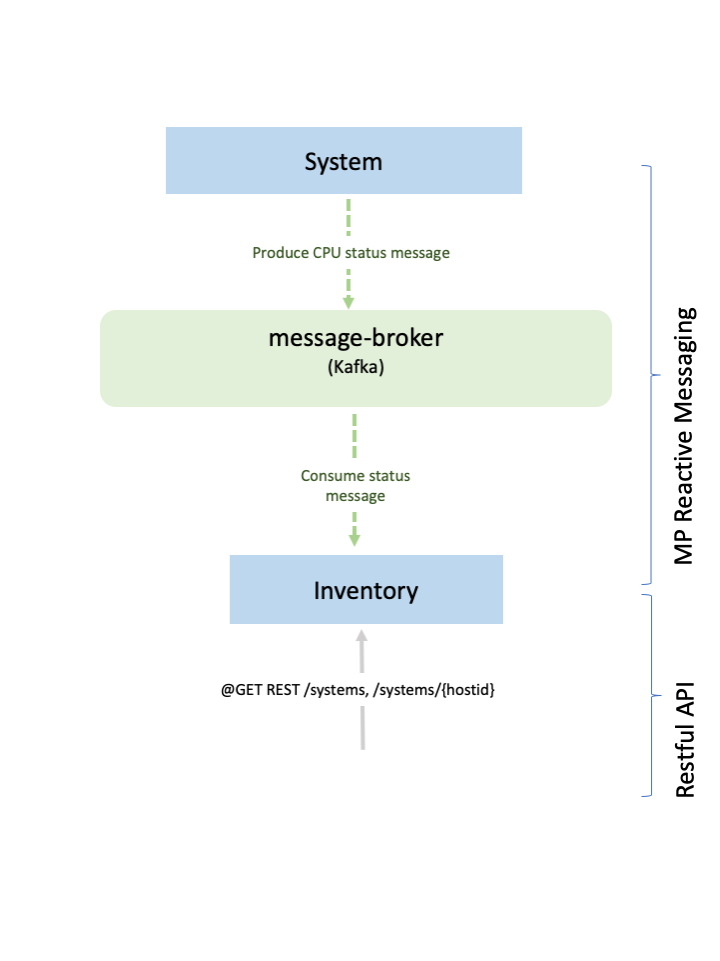 System
Produce CPU status message
message-broker
(Kafka)
Consume status
message
Inventory
@GET REST /systems, /systems/{hostid}
MP Reactive Messaging
Restful API